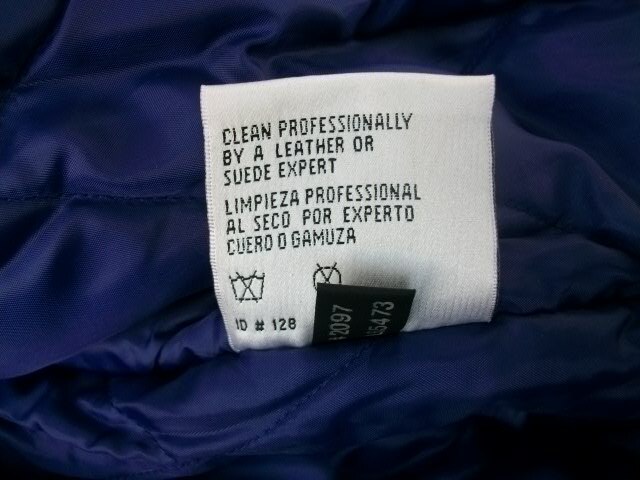 CLEAN PROFESSIONALLY
BY A LEATHER OR
SUEDE EXPERT
LIMPIEZA PROFESSIONAL
AL SECO POR EXPERTO
CUERO O GAMUZA
ID # 128